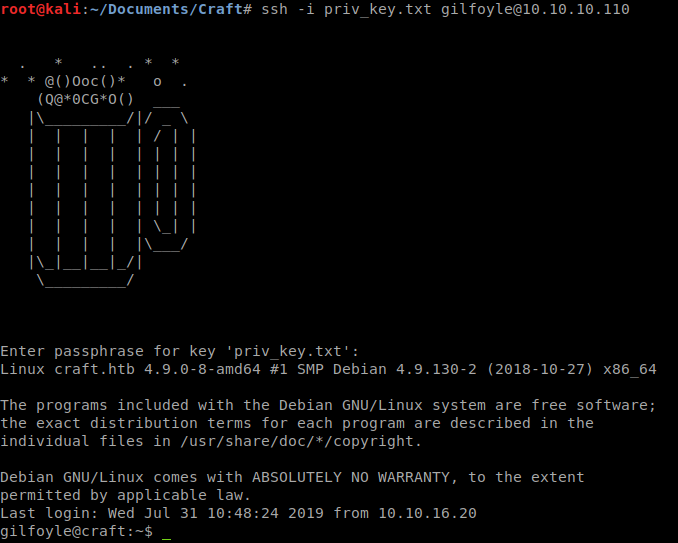 root@kali:~/Documents/Craft# ssh -i priv_key.txt gilfoyle@10.10.10.110
  .   *   ..  . *  *
*  * @()Ooc()*   o  .
    (Q@*0CG*O()  ___
   |\_________/|/ _ \
   |  |  |  |  | / | |
   |  |  |  |  | | | |
   |  |  |  |  | | | |
   |  |  |  |  | | | |
   |  |  |  |  | | | |
   |  |  |  |  | \_| |
   |  |  |  |  |\___/
   |\_|__|__|_/|
    \_________/
Enter passphrase for key 'priv_key.txt':
Linux craft.htb 4.9.0-8-amd64 #1 SMP Debian 4.9.130-2 (2018-10-27) x86_64
The programs included with the Debian GNU/Linux system are free software;
the exact distribution terms for each program are described in the
individual files in /usr/share/doc/*/copyright.
Debian GNU/Linux comes with ABSOLUTELY NO WARRANTY, to the extent
permitted by applicable law.
Last login: Wed Jul 31 10:48:24 2019 from 10.10.16.20
gilfoyle@craft:~$ _